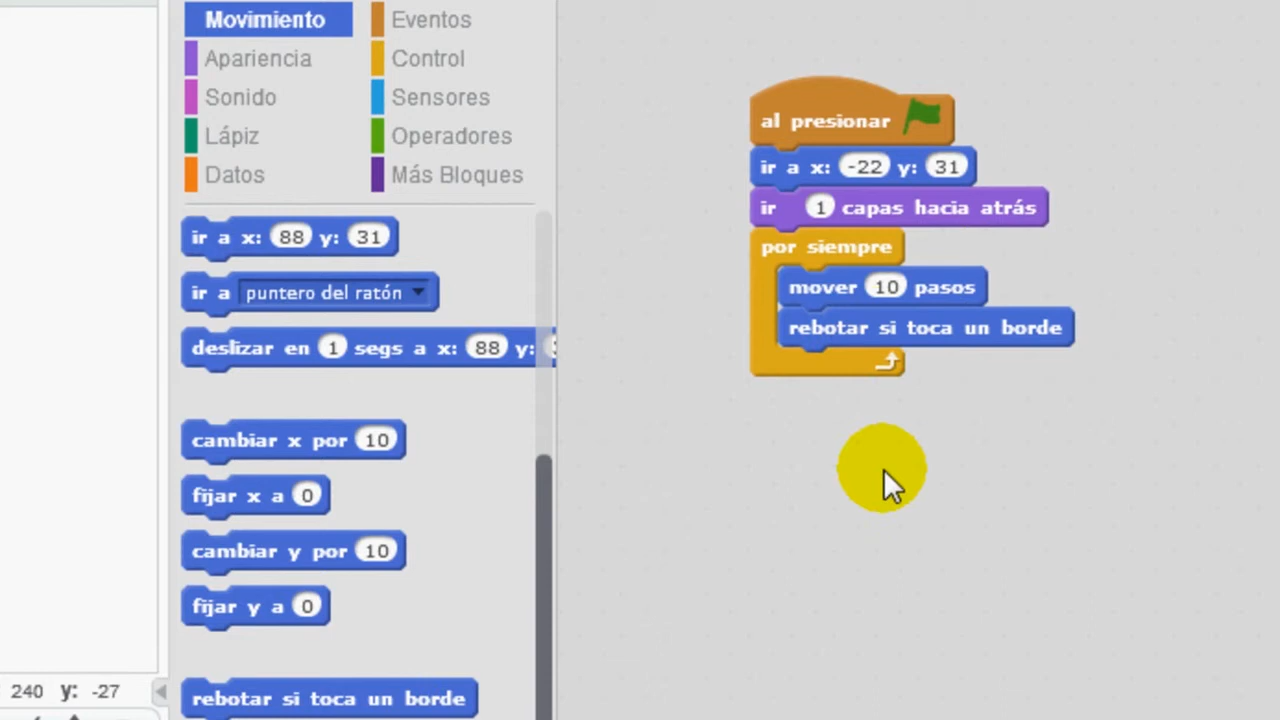 Movimiento
Apariencia
Sonido
Lápiz
Datos
Eventos
Control
Sensores
Operadores
Más Bloques
ir a x: 88 y: 31
ir a puntero del ratón
deslizar en 1 segs a x: 88 y:
cambiar x por 10
fijar x a 0
cambiar y por 10
fijar y a 0
rebotar si toca un borde
240 y: -27
al presionar
ir a x: -22 y: 31
ir 1 capas hacia atrás
por siempre
mover 10 pasos
rebotar si toca un borde